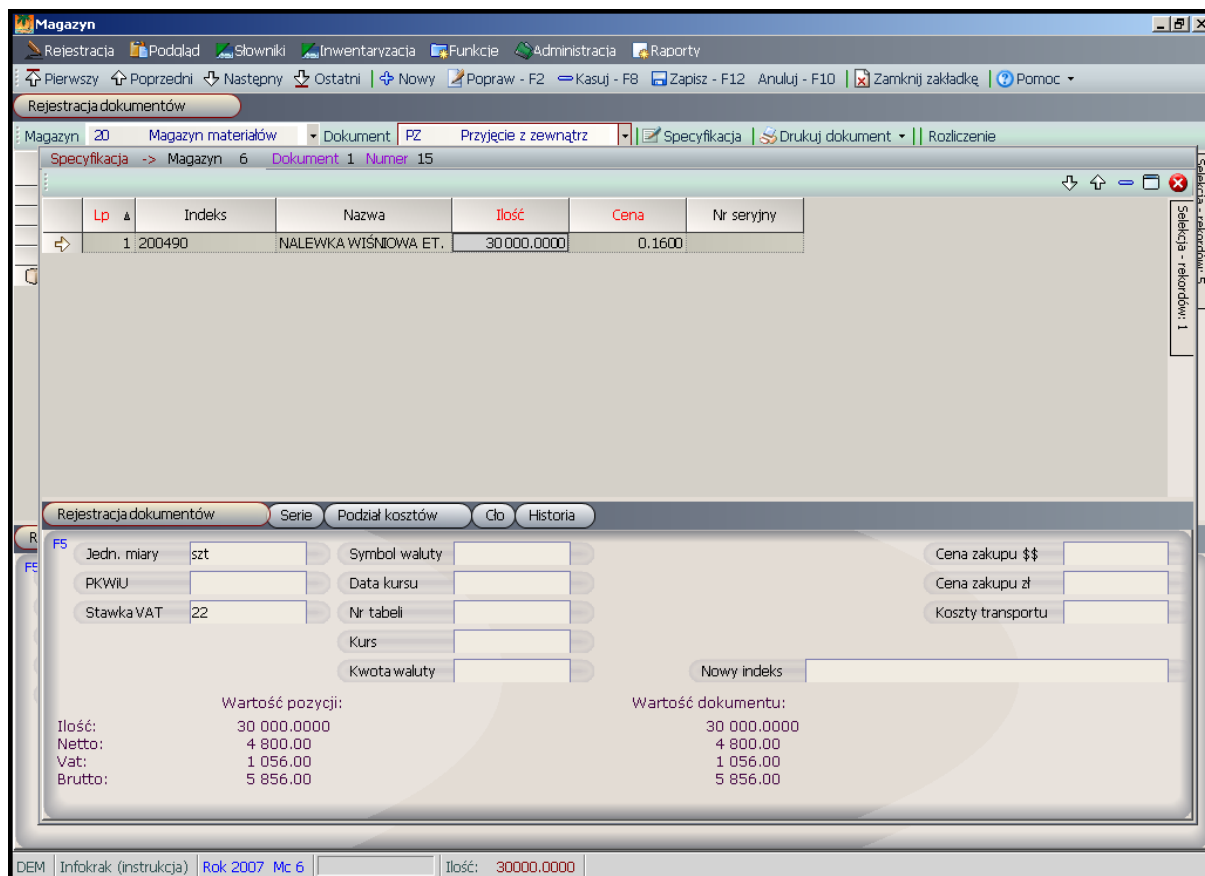 Magazyn
Rejestracja Podgląd Słowniki Inwentaryzacja Funkcje Administracja Raporty
Pierwszy Poprzedni Następny Ostatni | Nowy Popraw - F2 Kasuj - F8 Zapisz - F12 Anuluj - F10 | Zamknij zakładkę | Pomoc
Rejestracja dokumentów
Magazyn 20 Magazyn materiałów Dokument PZ Przyjęcie z zewnątrz | Specyfikacja | Drukuj dokument || Rozliczenie
Specyfikacja -> Magazyn 6 Dokument 1 Numer 15
Lp Indeks Nazwa Ilość Cena Nr seryjny
1 200490 NALEWKA WIŚNIOWA ET. 30 000.0000 0.1600
Selekcja - rekordów: 1
Selekcja - rekordów: 5
Rejestracja dokumentów Serie Podział kosztów Cło Historia
R
F5
F5 Jedn. miary szt Symbol waluty Cena zakupu $$
PKWiU Data kursu Cena zakupu zł
Stawka VAT 22 Nr tabeli Koszty transportu
Kurs
Kwota waluty Nowy indeks
Wartość pozycji: Wartość dokumentu:
Ilość: 30 000.0000 30 000.0000
Netto: 4 800.00 4 800.00
Vat: 1 056.00 1 056.00
Brutto: 5 856.00 5 856.00
DEM Infokrak (instrukcja) Rok 2007 Mc 6 Ilość: 30000.0000